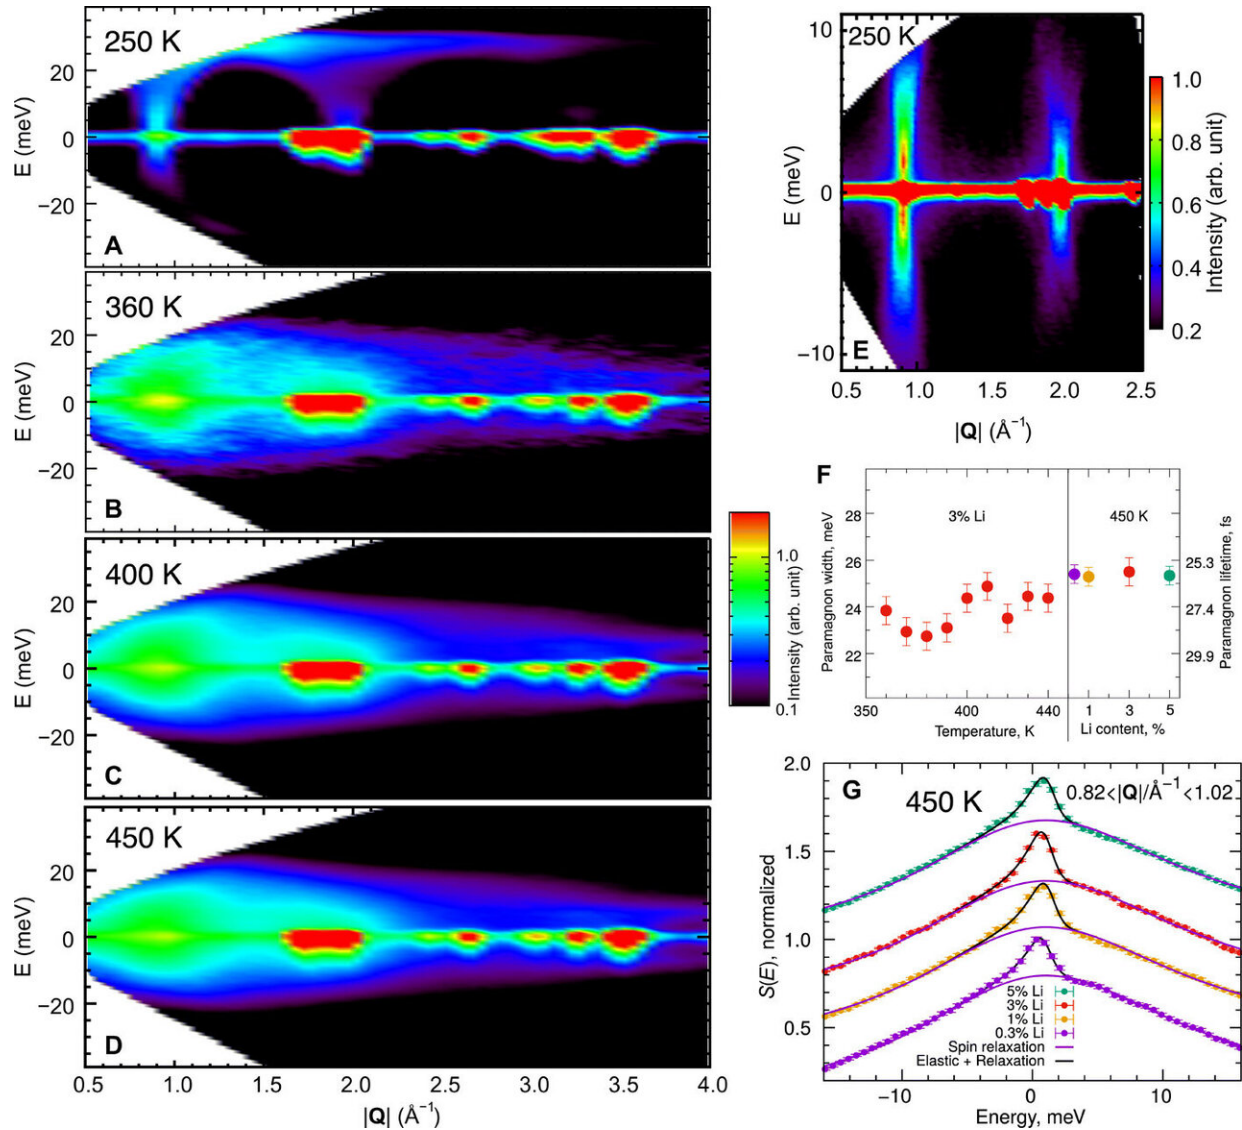 250 K
20
0
−20
E (meV)
A
360 K
20
0
−20
E (meV)
B
400 K
20
0
−20
E (meV)
C
450 K
20
0
−20
E (meV)
D
0.5 1.0 1.5 2.0 2.5 3.0 3.5 4.0
|Q| (Å⁻¹)
1.0
0.1
Intensity (arb. unit)
250 K
10
0
−10
E (meV)
E
0.5 1.0 1.5 2.0 2.5
|Q| (Å⁻¹)
1.0
0.8
0.6
0.4
0.2
Intensity (arb. unit)
F
3% Li 450 K
28
26
24
22
Paramagnon width, meV
25.3
27.4
29.9
Paramagnon lifetime, fs
350 400 440 1 3 5
Temperature, K Li content, %
G
450 K
0.82<|Q|/Å⁻¹<1.02
2.0
1.5
1.0
0.5
S(E), normalized
5% Li
3% Li
1% Li
0.3% Li
Spin relaxation
Elastic + Relaxation
−10 0 10
Energy, meV